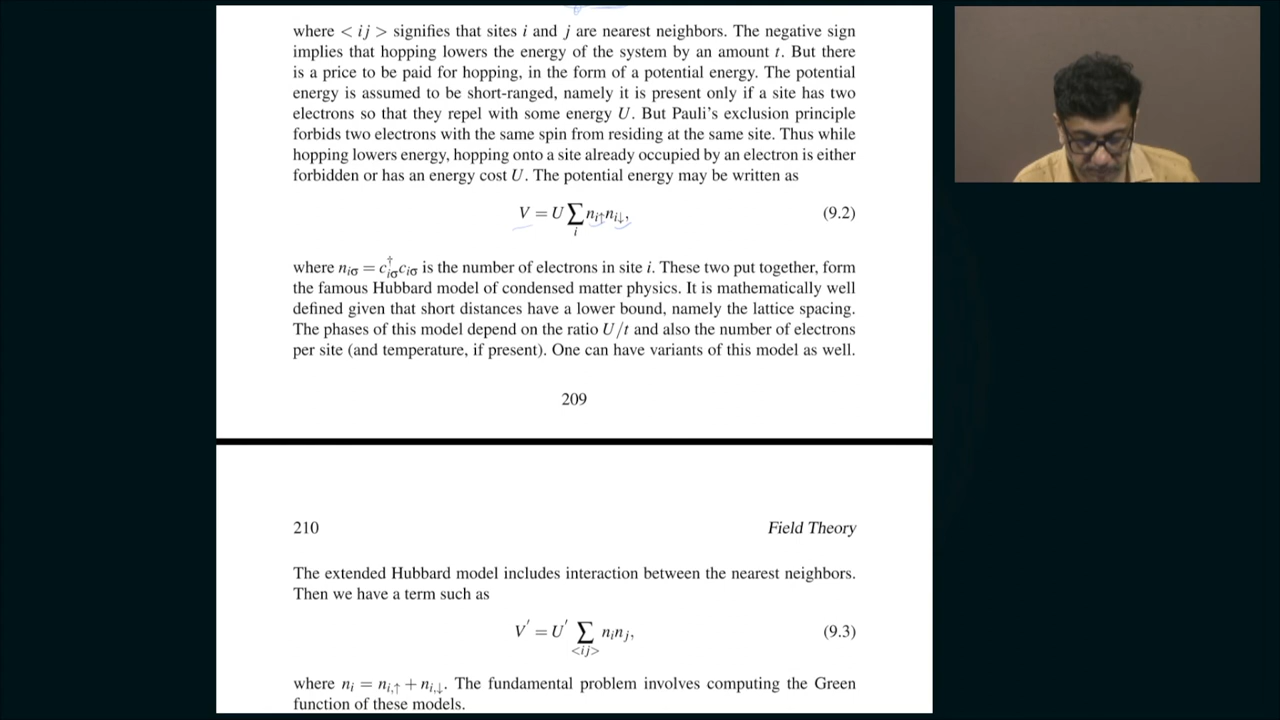 where < ij > signifies that sites i and j are nearest neighbors. The negative sign
implies that hopping lowers the energy of the system by an amount t. But there
is a price to be paid for hopping, in the form of a potential energy. The potential
energy is assumed to be short-ranged, namely it is present only if a site has two
electrons so that they repel with some energy U. But Pauli's exclusion principle
forbids two electrons with the same spin from residing at the same site. Thus while
hopping lowers energy, hopping onto a site already occupied by an electron is either
forbidden or has an energy cost U. The potential energy may be written as
V = U ∑_i n_{i↑} n_{i↓}, (9.2)
where n_{iσ} = c†_{iσ} c_{iσ} is the number of electrons in site i. These two put together, form
the famous Hubbard model of condensed matter physics. It is mathematically well
defined given that short distances have a lower bound, namely the lattice spacing.
The phases of this model depend on the ratio U/t and also the number of electrons
per site (and temperature, if present). One can have variants of this model as well.
209
210 Field Theory
The extended Hubbard model includes interaction between the nearest neighbors.
Then we have a term such as
V′ = U′ ∑_{<ij>} n_i n_j, (9.3)
where n_i = n_{i,↑} + n_{i,↓}. The fundamental problem involves computing the Green
function of these models.